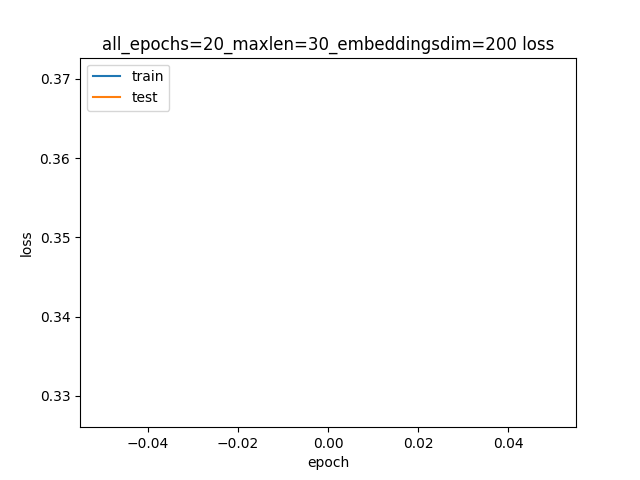 all_epochs=20_maxlen=30_embeddingsdim=200 loss
train
test
0.37
0.36
0.35
0.34
0.33
loss
−0.04 −0.02 0.00 0.02 0.04
epoch